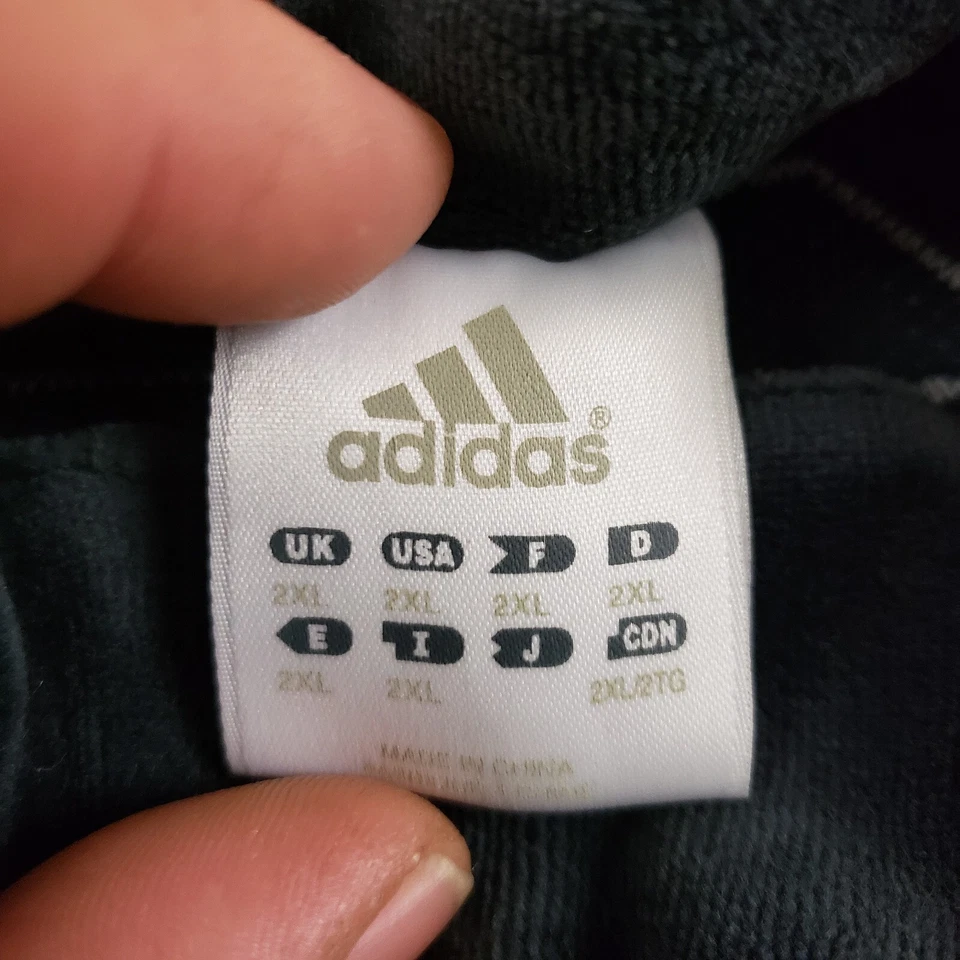 adidas®
UK USA F D
2XL 2XL 2XL 2XL
E I J CDN
2XL 2XL 2XL/2TG
MADE IN CHINA